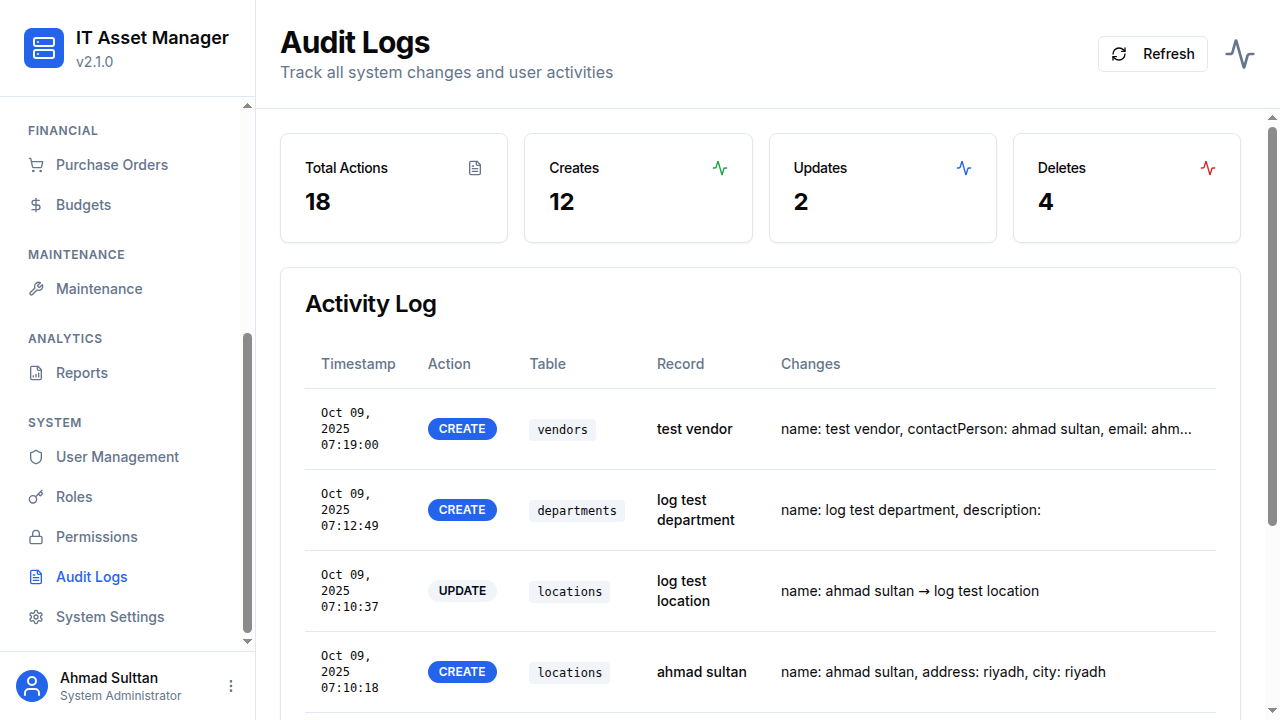 IT Asset Manager
v2.1.0
FINANCIAL
Purchase Orders
Budgets
MAINTENANCE
Maintenance
ANALYTICS
Reports
SYSTEM
User Management
Roles
Permissions
Audit Logs
System Settings
Ahmad Sulttan
System Administrator
Audit Logs
Track all system changes and user activities
Refresh
Total Actions
18
Creates
12
Updates
2
Deletes
4
Activity Log
Timestamp Action Table Record Changes
Oct 09,
2025
07:19:00
CREATE
vendors
test vendor
name: test vendor, contactPerson: ahmad sultan, email: ahm...
Oct 09,
2025
07:12:49
CREATE
departments
log test
department
name: log test department, description:
Oct 09,
2025
07:10:37
UPDATE
locations
log test
location
name: ahmad sultan → log test location
Oct 09,
2025
07:10:18
CREATE
locations
ahmad sultan
name: ahmad sultan, address: riyadh, city: riyadh